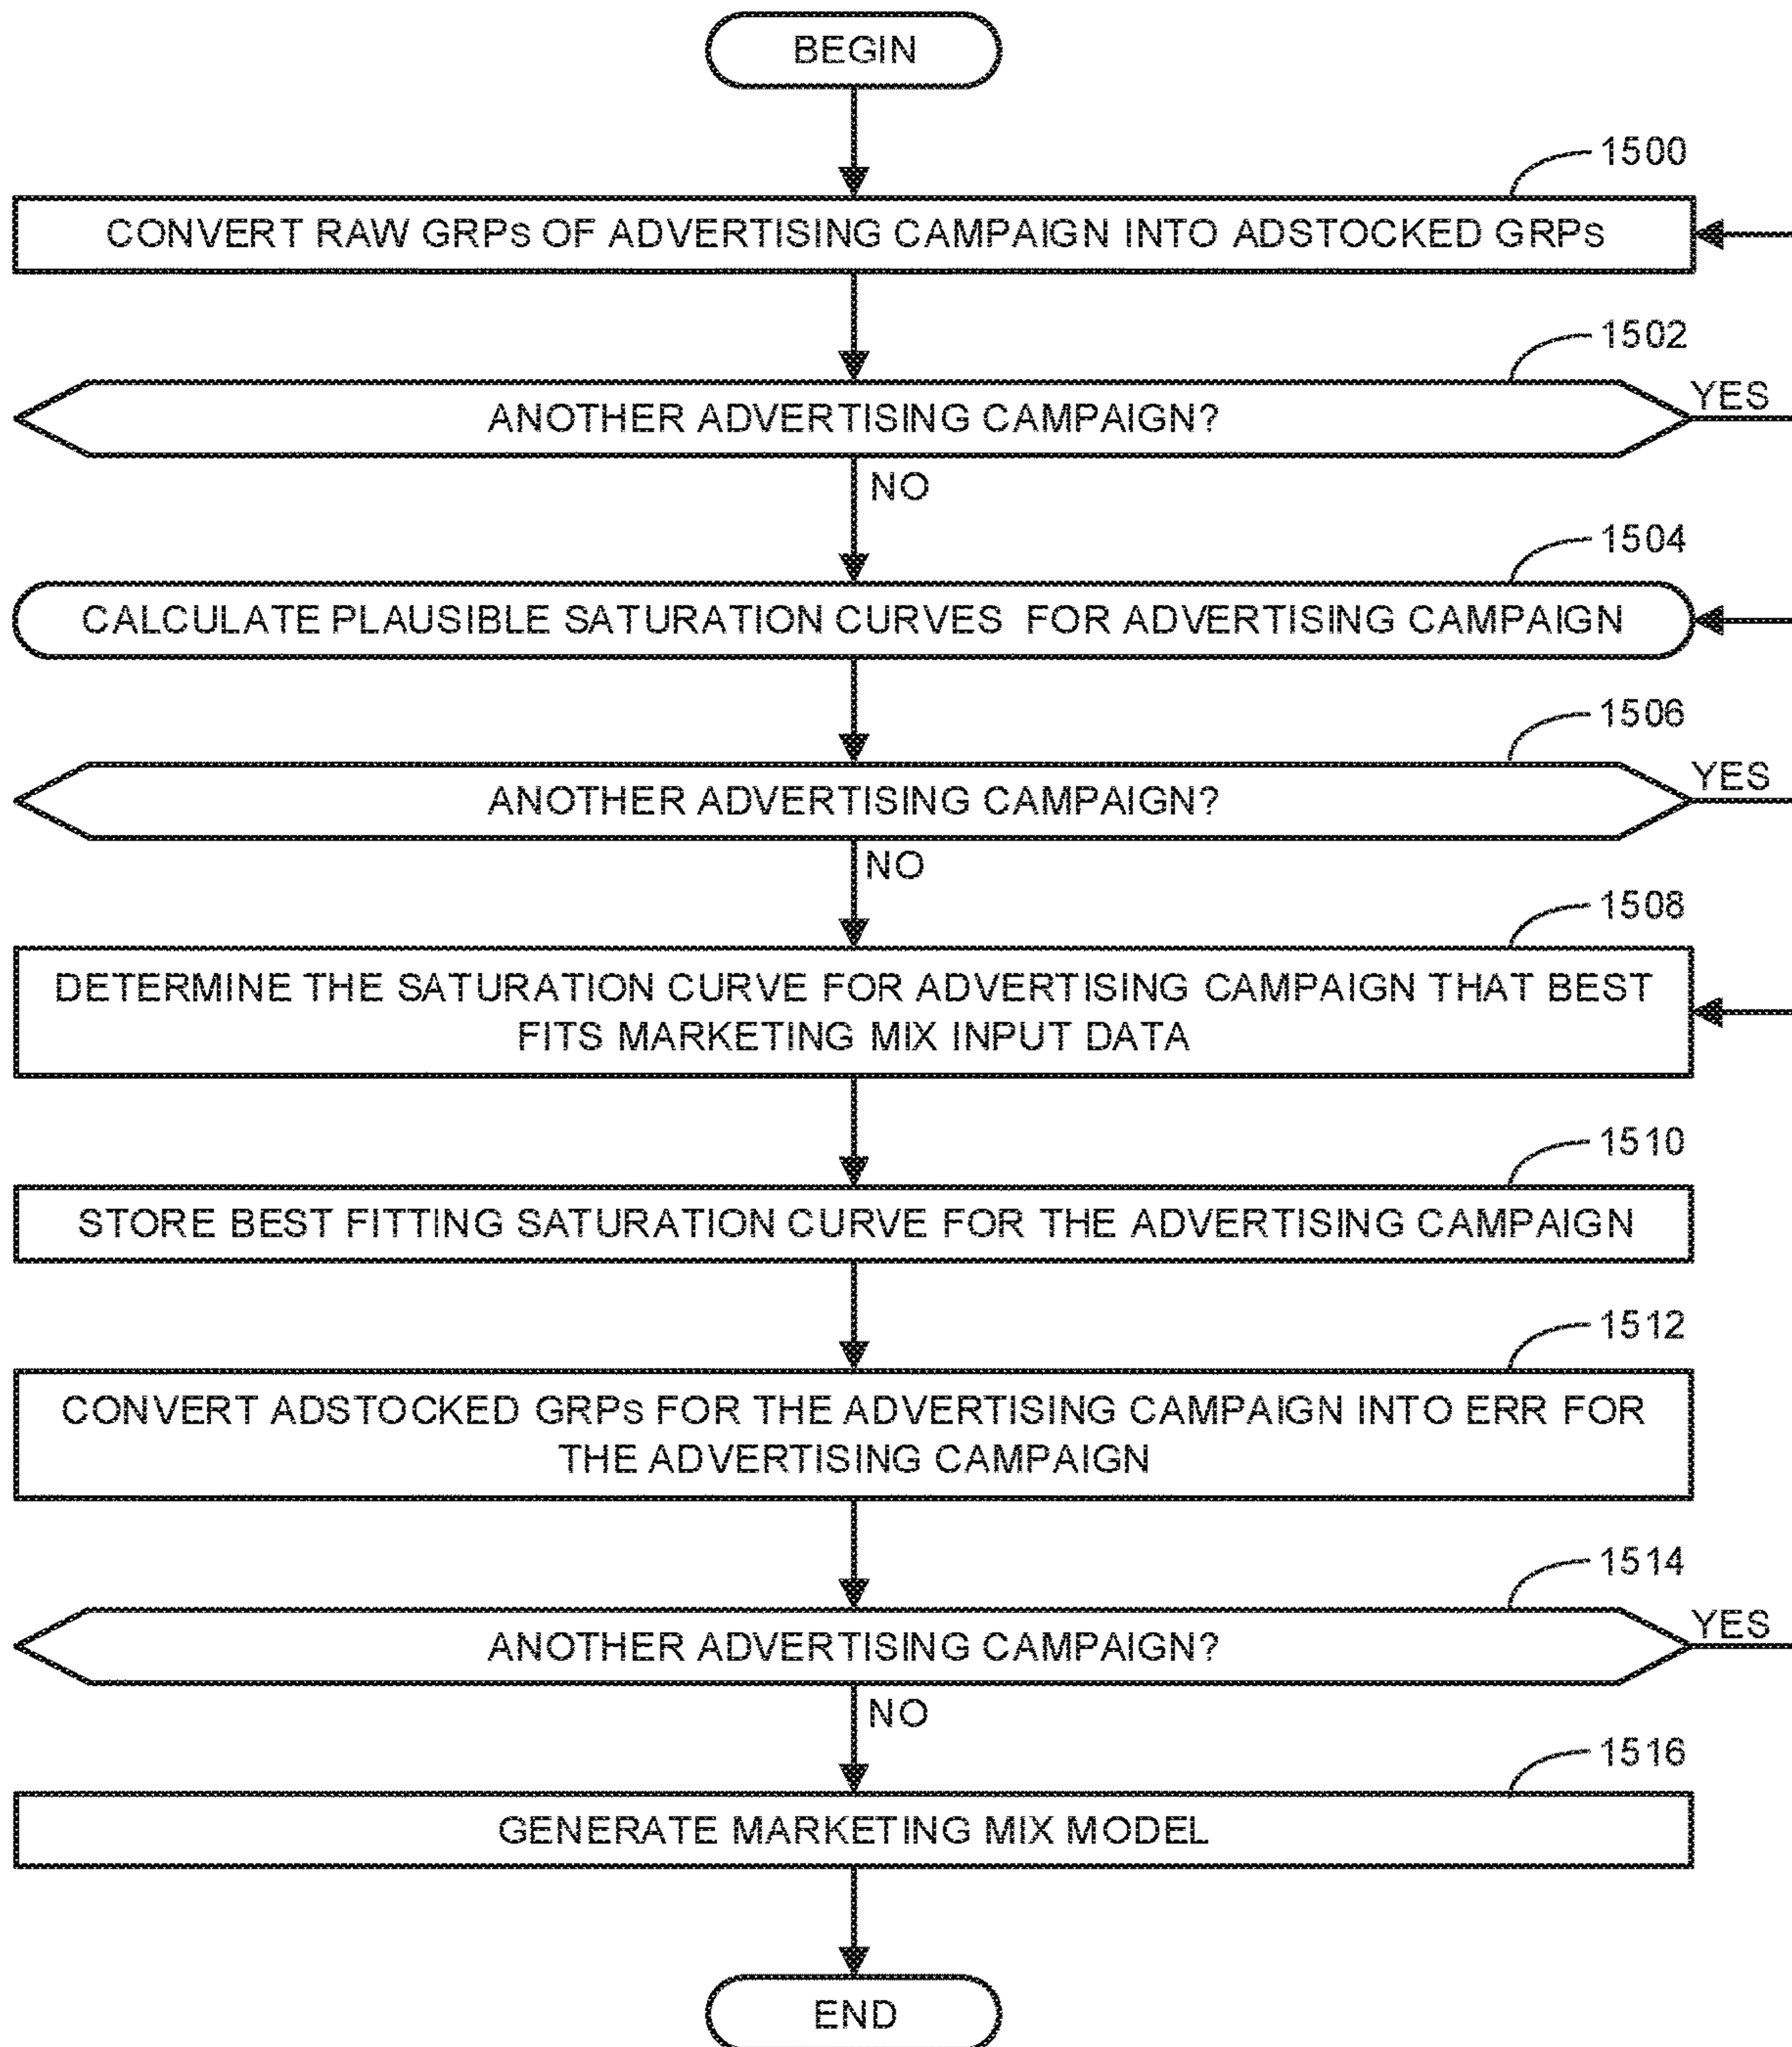 BEGIN
1500
CONVERT RAW GRPs OF ADVERTISING CAMPAIGN INTO ADSTOCKED GRPs
1502
ANOTHER ADVERTISING CAMPAIGN?
YES
NO
1504
CALCULATE PLAUSIBLE SATURATION CURVES FOR ADVERTISING CAMPAIGN
1506
YES
ANOTHER ADVERTISING CAMPAIGN?
NO
1508
DETERMINE THE SATURATION CURVE FOR ADVERTISING CAMPAIGN THAT BEST
FITS MARKETING MIX INPUT DATA
1510
STORE BEST FITTING SATURATION CURVE FOR THE ADVERTISING CAMPAIGN
1512
CONVERT ADSTOCKED GRPs FOR THE ADVERTISING CAMPAIGN INTO ERR FOR
THE ADVERTISING CAMPAIGN
1514
YES
ANOTHER ADVERTISING CAMPAIGN?
NO
1516
GENERATE MARKETING MIX MODEL
END